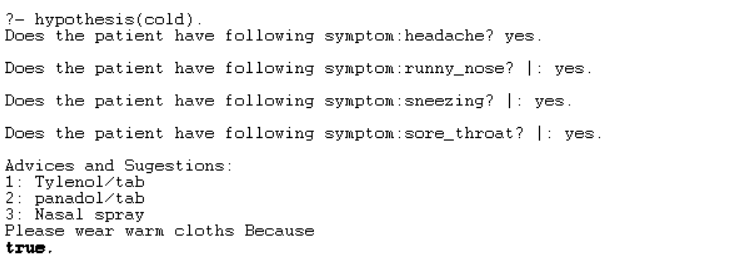 ?- hypothesis(cold).
Does the patient have following symptom:headache? yes.
Does the patient have following symptom:runny_nose? |: yes.
Does the patient have following symptom:sneezing? |: yes.
Does the patient have following symptom:sore_throat? |: yes.
Advices and Sugestions:
1: Tylenol/tab
2: panadol/tab
3: Nasal spray
Please wear warm cloths Because
true.